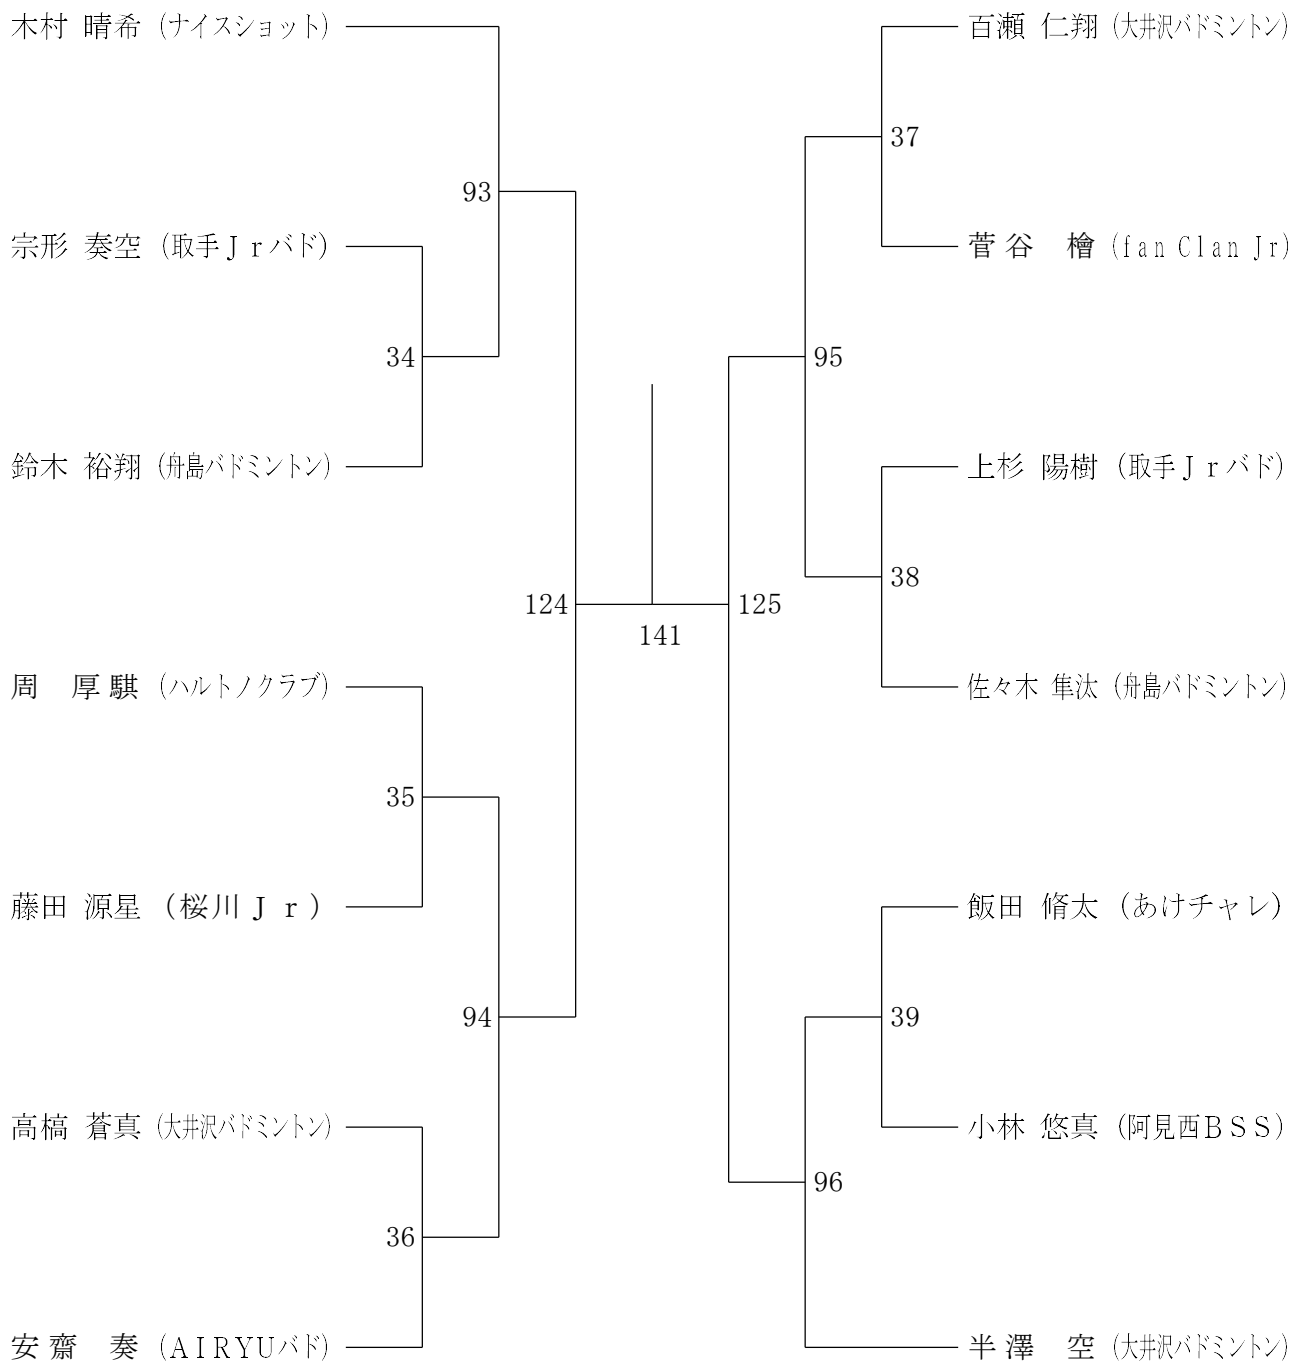 木村 晴希 (ナイスショット)
93
宗形 奏空 (取手Ｊｒバド)
34
鈴木 裕翔 (舟島バドミントン)
124
周　厚騏 (ハルトノクラブ)
35
藤田 源星 (桜川Ｊｒ)
94
高槗 蒼真 (大井沢バドミントン)
36
安齋　奏 (ＡＩＲＹＵバド)
141
百瀬 仁翔 (大井沢バドミントン)
37
菅谷　檜 (fan Clan Jr)
95
上杉 陽樹 (取手Ｊｒバド)
38
125
佐々木 隼汰 (舟島バドミントン)
飯田 脩太 (あけチャレ)
39
小林 悠真 (阿見西ＢＳＳ)
96
半澤　空 (大井沢バドミントン)